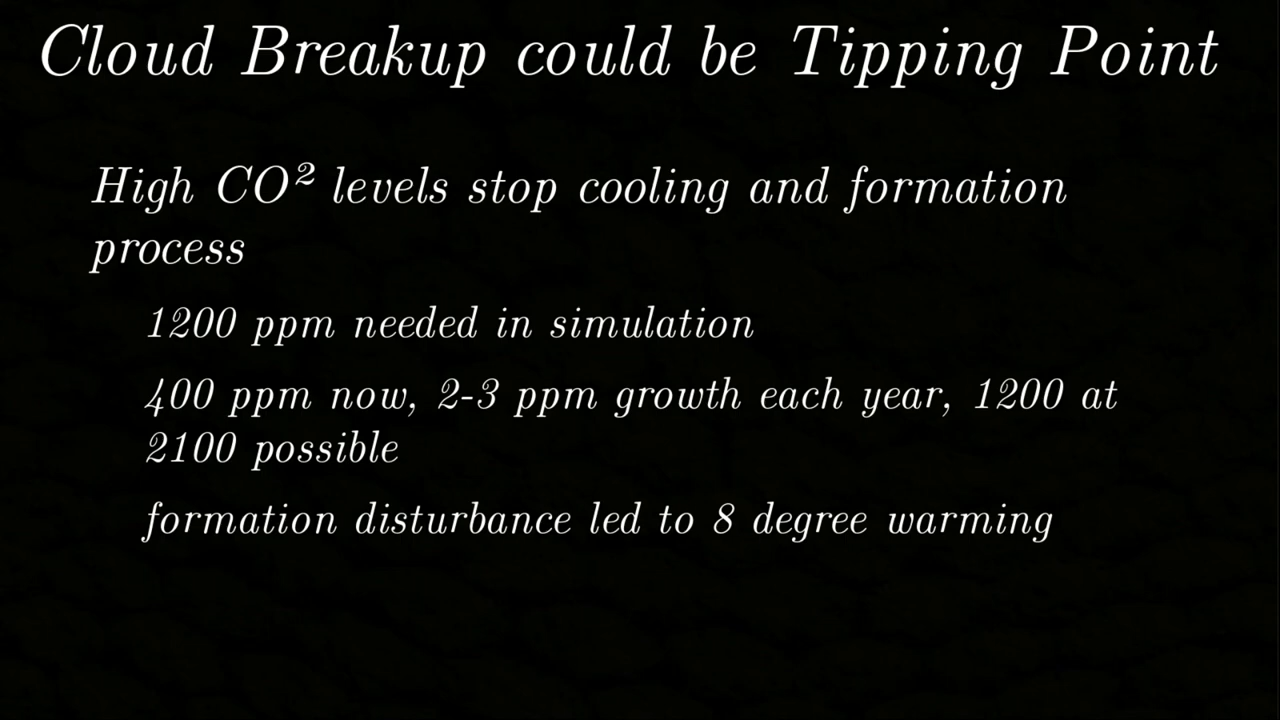 Cloud Breakup could be Tipping Point
High CO² levels stop cooling and formation
process
1200 ppm needed in simulation
400 ppm now, 2-3 ppm growth each year, 1200 at
2100 possible
formation disturbance led to 8 degree warming